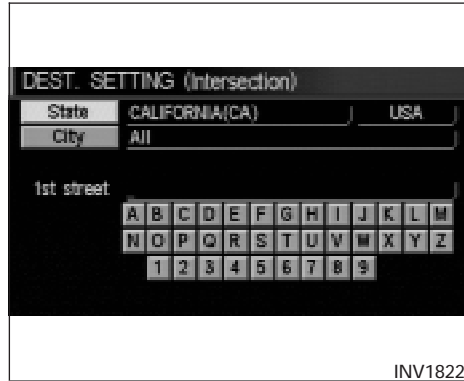 DEST. SETTING (Intersection)
State CALIFORNIA(CA) USA
City All
1st street
A B C D E F G H I J K L M
N O P Q R S T U V W X Y Z
1 2 3 4 5 6 7 8 9
INV1822